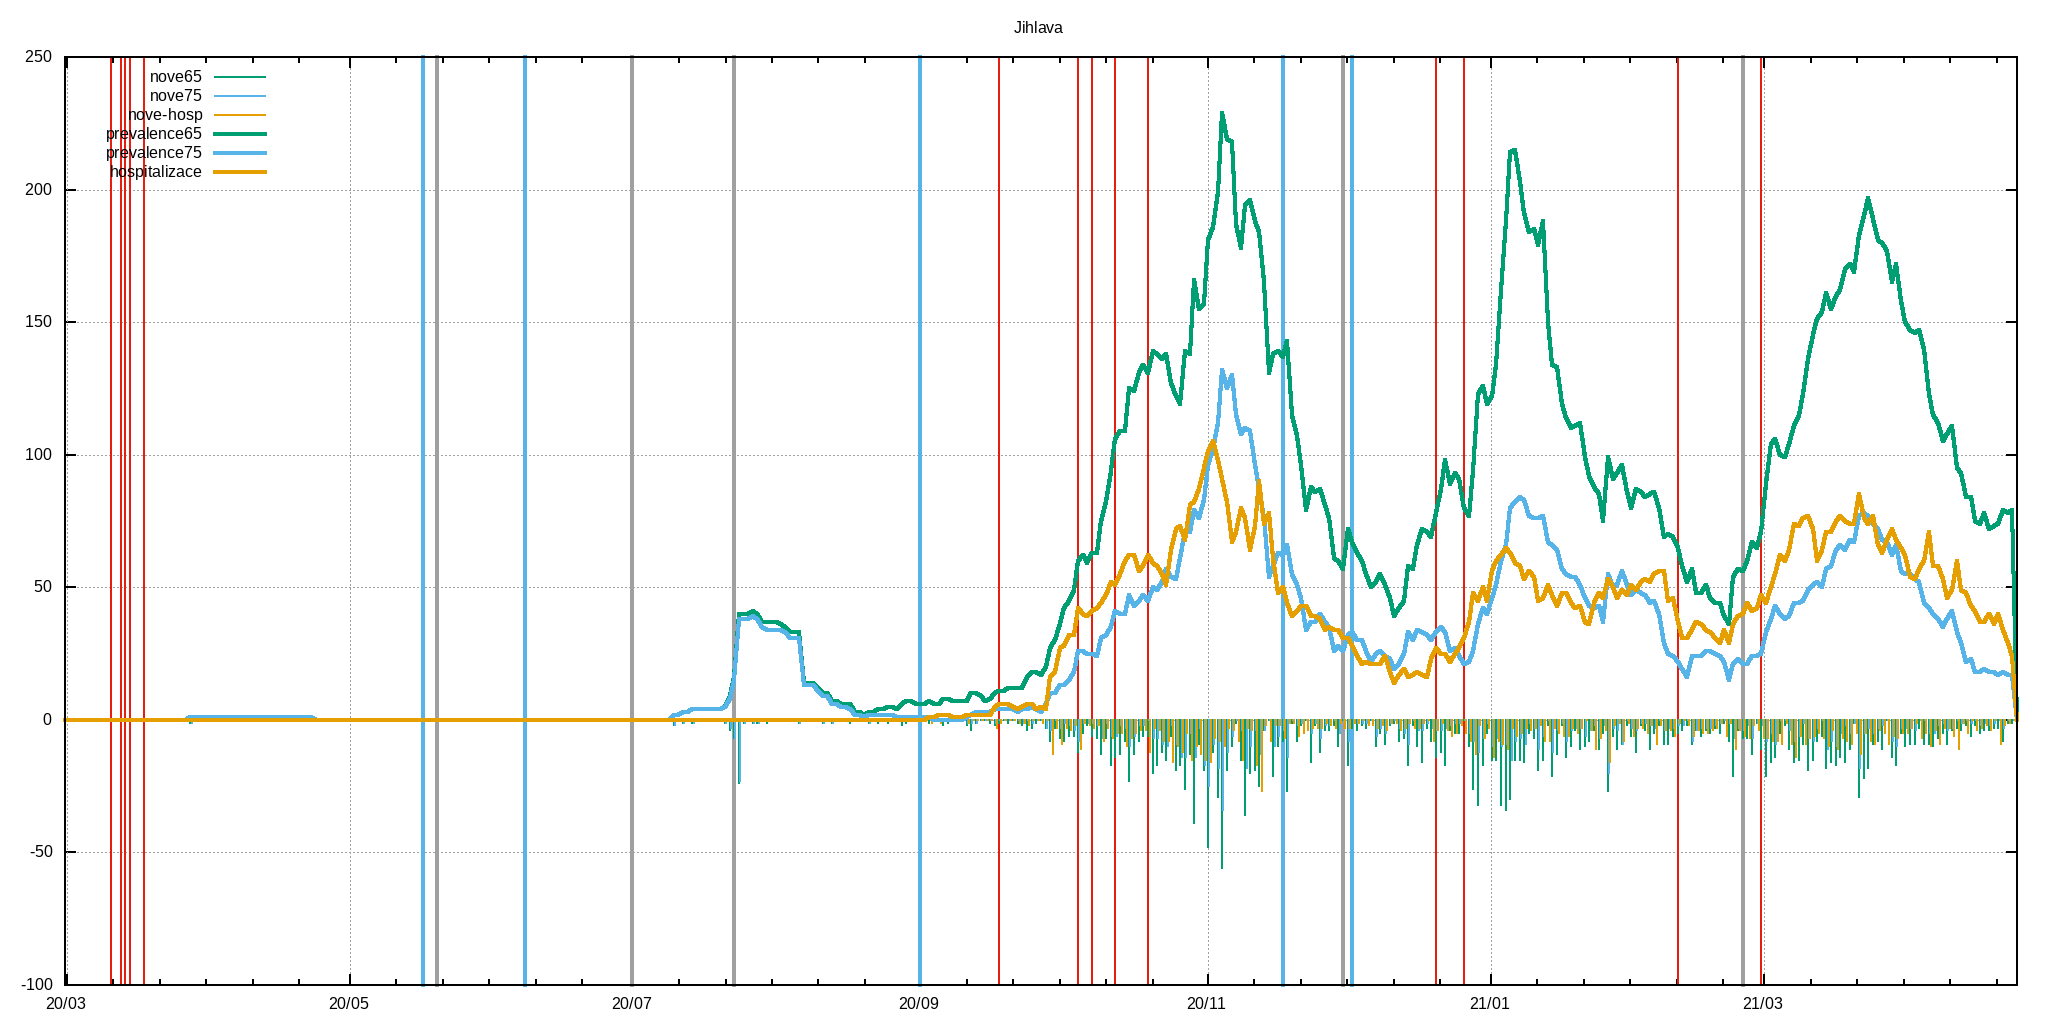 Jihlava
250
200
150
100
50
0
-50
-100
nove65
nove75
nove-hosp
prevalence65
prevalence75
hospitalizace
20/03 20/05 20/07 20/09 20/11 21/01 21/03